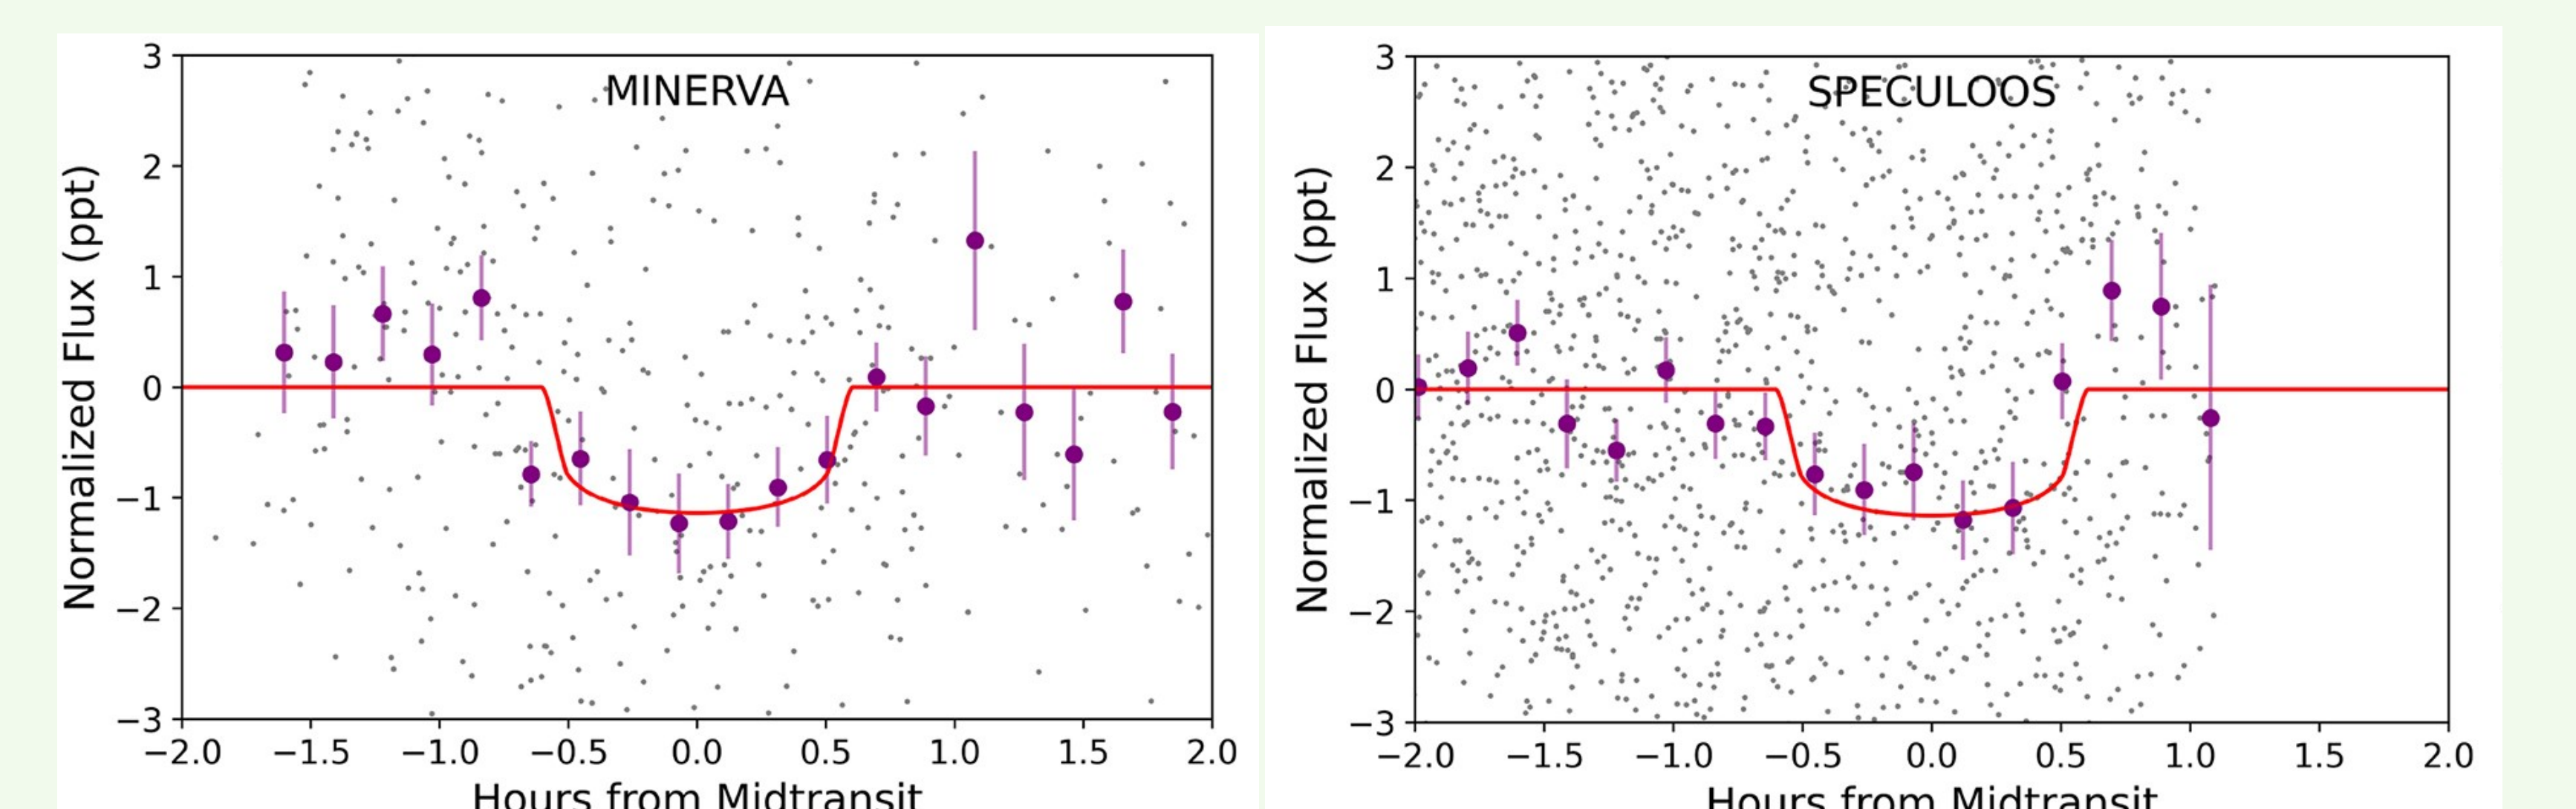 MINERVA
Normalized Flux (ppt)
3
2
1
0
−1
−2
−3
−2.0 −1.5 −1.0 −0.5 0.0 0.5 1.0 1.5 2.0
Hours from Midtransit
SPECULOOS
Normalized Flux (ppt)
3
2
1
0
−1
−2
−3
−2.0 −1.5 −1.0 −0.5 0.0 0.5 1.0 1.5 2.0
Hours from Midtransit